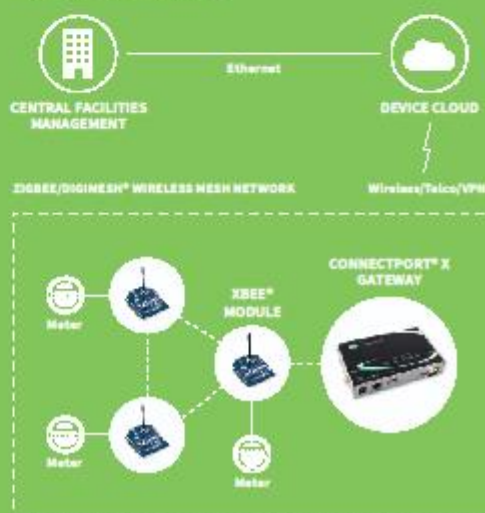 Ethernet
CENTRAL FACILITIES
MANAGEMENT
DEVICE CLOUD
ZIGBEE/DIGIMESH® WIRELESS MESH NETWORK
Wireless/Telco/VPN
CONNECTPORT® X
GATEWAY
XBEE®
MODULE
Meter
Meter
Meter